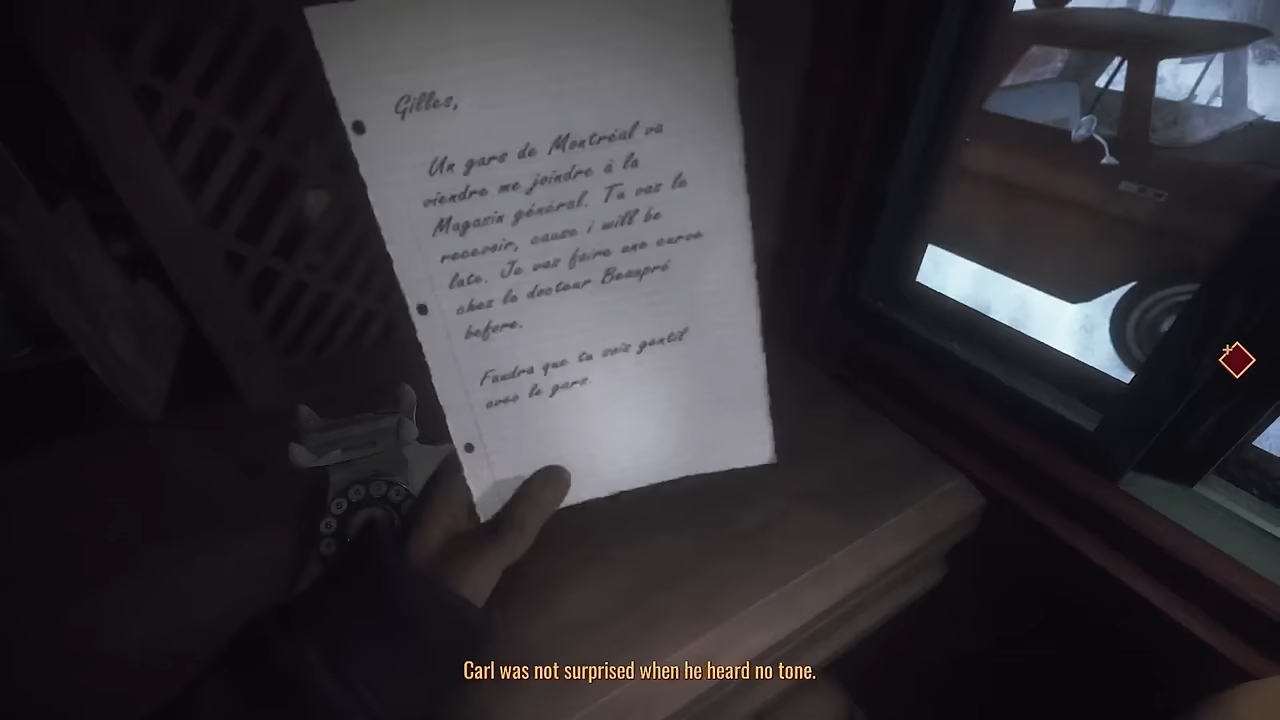 Gilles,
Un gars de Montréal va
viendre me joindre à la
Magasin général. Tu vas le
recevoir, cause i will be
late. Je vas faire une curve
chez le docteur Beaupré
before.
Faudra que tu sois gentil
avec le gars.
Carl was not surprised when he heard no tone.